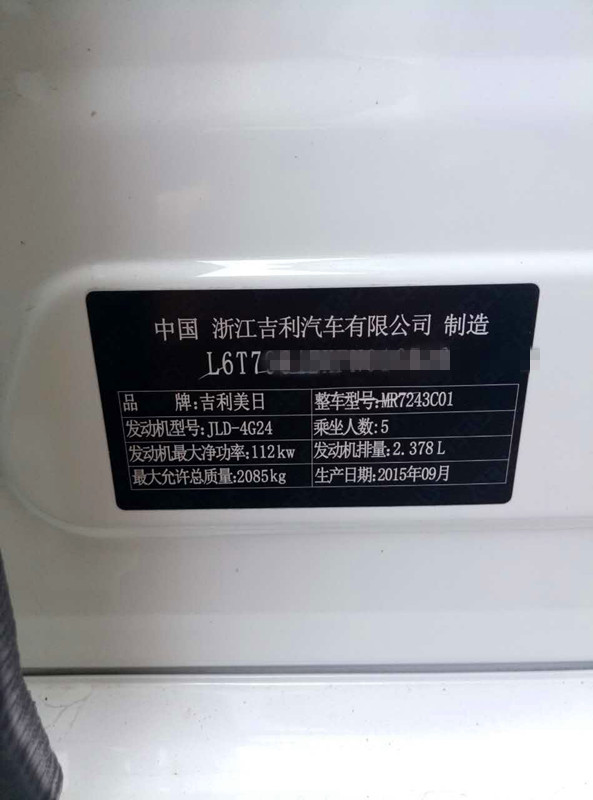 中国 浙江吉利汽车有限公司 制造
L6T7
品 牌:吉利美日 整车型号:MR7243C01
发动机型号:JLD-4G24 乘坐人数:5
发动机最大净功率:112kw 发动机排量:2.378L
最大允许总质量:2085kg 生产日期:2015年09月